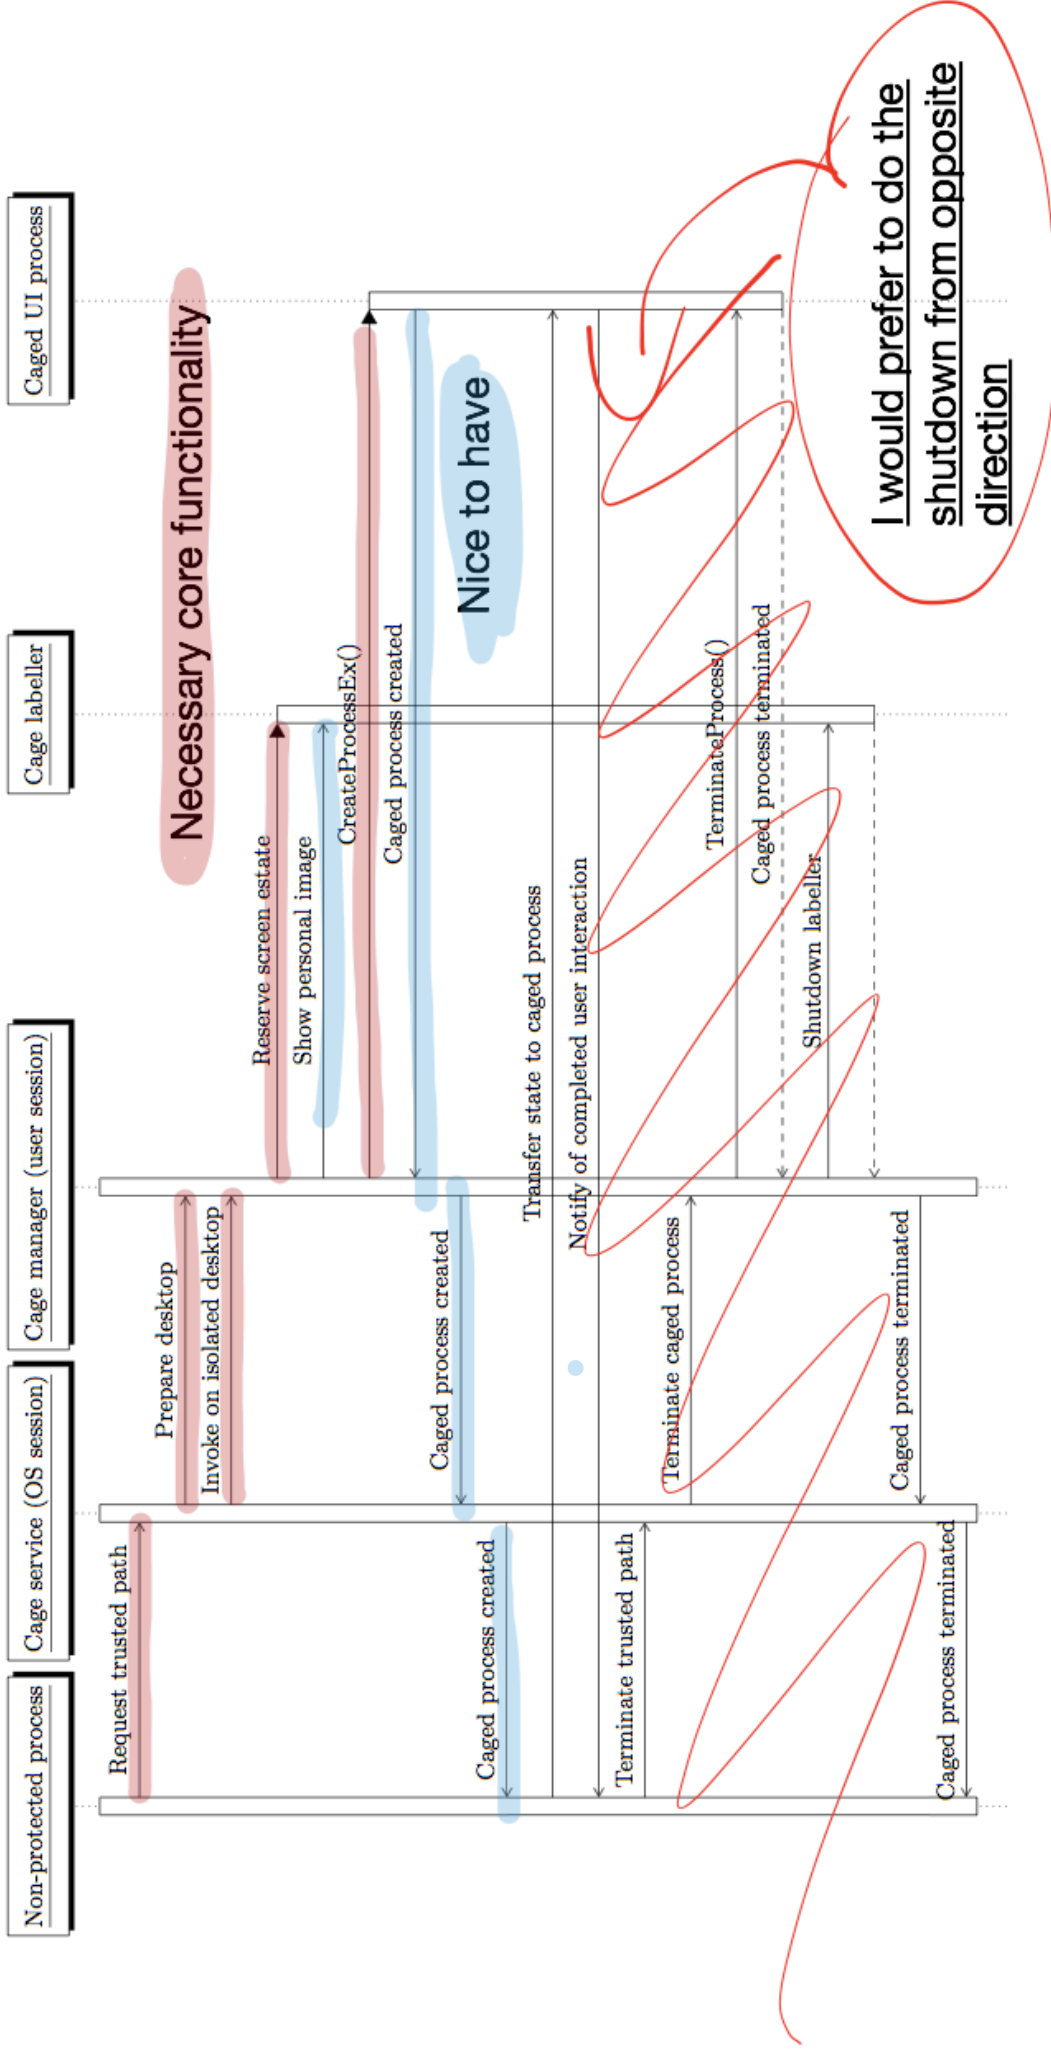 Non-protected process
Cage service (OS session)
Cage manager (user session)
Cage labeller
Caged UI process
Request trusted path
Prepare desktop
Necessary core functionality
Invoke on isolated desktop
Reserve screen estate
Show personal image
CreateProcessEx()
Caged process created
Caged process created
Nice to have
Caged process created
Transfer state to caged process
Notify of completed user interaction
Terminate trusted path
Terminate caged process
TerminateProcess()
Caged process terminated
Shutdown labeller
Caged process terminated
Caged process terminated
I would prefer to do the
shutdown from opposite
direction